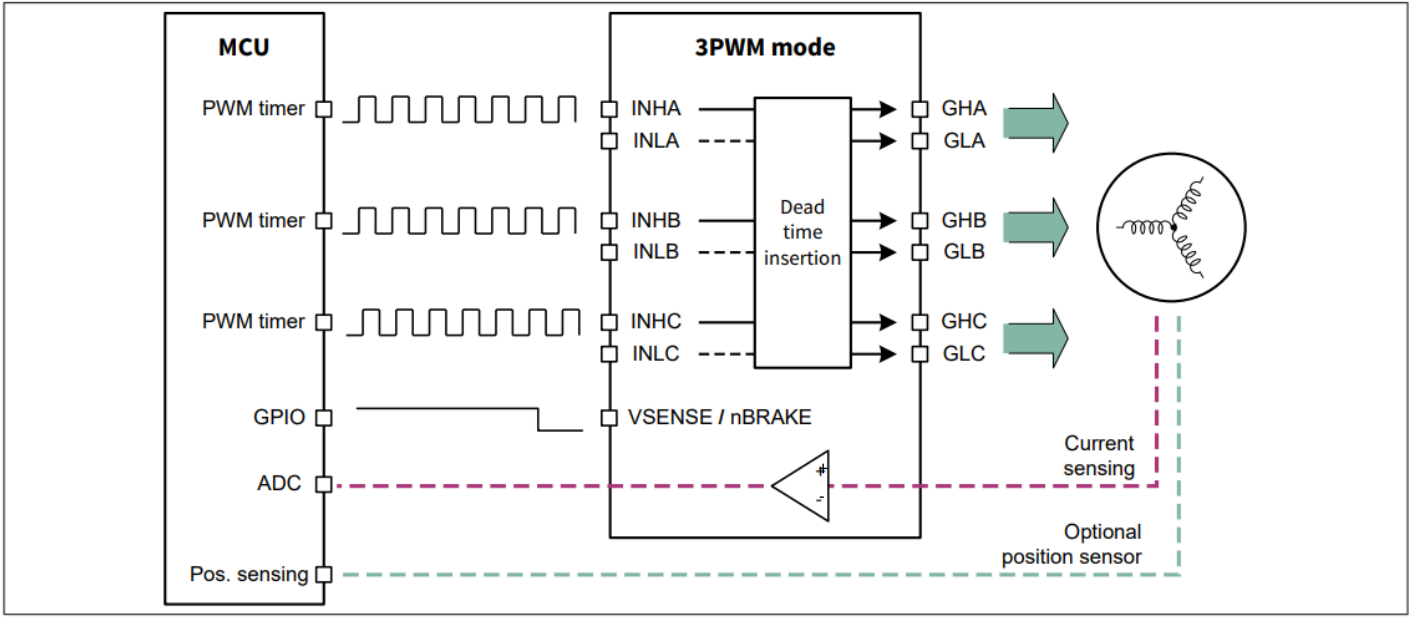 MCU
3PWM mode
PWM timer
INHA
GHA
INLA
GLA
PWM timer
INHB
GHB
INLB
GLB
Dead
time
insertion
PWM timer
INHC
GHC
INLC
GLC
GPIO
VSENSE / nBRAKE
ADC
+
-
Current
sensing
Optional
position sensor
Pos. sensing